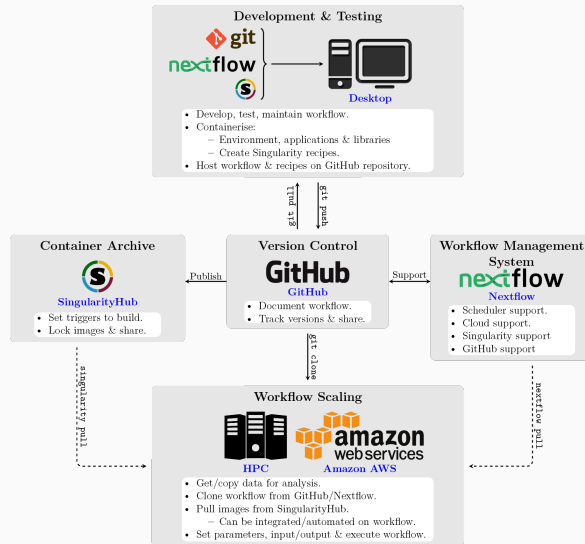 Development & Testing
git
nextflow
S
Desktop
• Develop, test, maintain workflow.
• Containerise:
– Environment, applications & libraries
– Create Singularity recipes.
• Host workflow & recipes on GitHub repository.
git pull
git push
Container Archive
S
SingularityHub
• Set triggers to build.
• Lock images & share.
Publish
Version Control
GitHub
GitHub
• Document workflow.
• Track versions & share.
Support
Workflow Management
System
nextflow
Nextflow
• Scheduler support.
• Cloud support.
• Singularity support
• GitHub support
singularity pull
git clone
nextflow pull
Workflow Scaling
amazon
webservices
HPC
Amazon AWS
• Get/copy data for analysis.
• Clone workflow from GitHub/Nextflow.
• Pull images from SingularityHub.
– Can be integrated/automated on workflow.
• Set parameters, input/output & execute workflow.